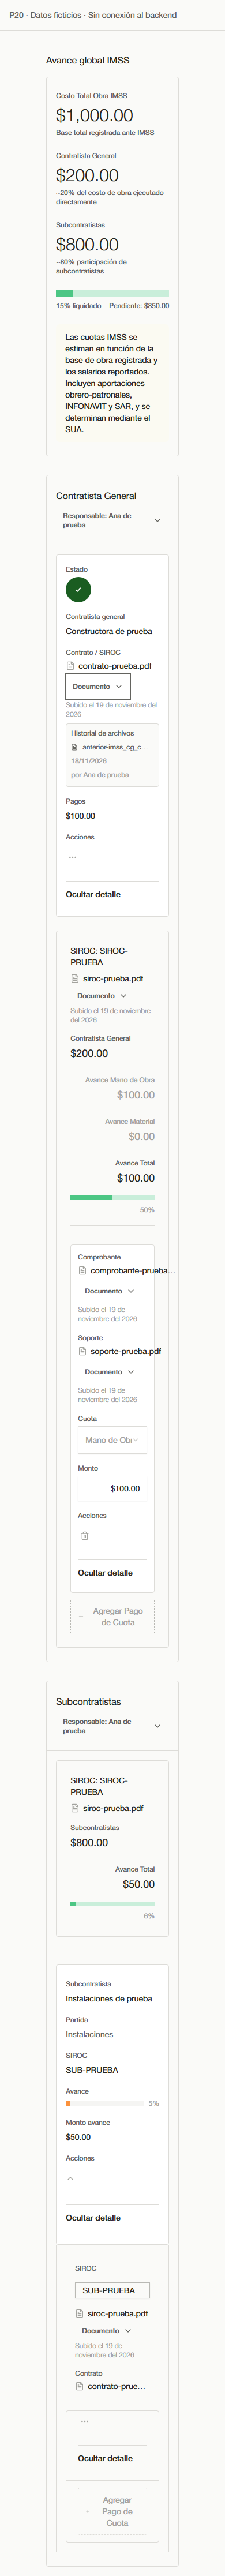 P20 · Datos ficticios · Sin conexión al backend
Avance global IMSS
Costo Total Obra IMSS
$1,000.00
Base total registrada ante IMSS
Contratista General
$200.00
~20% del costo de obra ejecutado
directamente
Subcontratistas
$800.00
~80% participación de
subcontratistas
15% liquidado Pendiente: $850.00
Las cuotas IMSS se
estiman en función de la
base de obra registrada y
los salarios reportados.
Incluyen aportaciones
obrero-patronales,
INFONAVIT y SAR, y se
determinan mediante el
SUA.
Contratista General
Responsable: Ana de
prueba
Estado
Contratista general
Constructora de prueba
Contrato / SIROC
contrato-prueba.pdf
Documento
Subido el 19 de noviembre del
2026
Historial de archivos
anterior-imss_cg_c...
18/11/2026
por Ana de prueba
Pagos
$100.00
Acciones
...
Ocultar detalle
SIROC: SIROC-
PRUEBA
siroc-prueba.pdf
Documento
Subido el 19 de noviembre
del 2026
Contratista General
$200.00
Avance Mano de Obra
$100.00
Avance Material
$0.00
Avance Total
$100.00
50%
Comprobante
comprobante-prueba...
Documento
Subido el 19 de
noviembre del 2026
Soporte
soporte-prueba.pdf
Documento
Subido el 19 de
noviembre del 2026
Cuota
Mano de Ob
Monto
$100.00
Acciones
Ocultar detalle
+ Agregar Pago
de Cuota
Subcontratistas
Responsable: Ana de
prueba
SIROC: SIROC-
PRUEBA
siroc-prueba.pdf
Subcontratistas
$800.00
Avance Total
$50.00
6%
Subcontratista
Instalaciones de prueba
Partida
Instalaciones
SIROC
SUB-PRUEBA
Avance
5%
Monto avance
$50.00
Acciones
Ocultar detalle
SIROC
SUB-PRUEBA
siroc-prueba.pdf
Documento
Subido el 19 de
noviembre del 2026
Contrato
contrato-prue...
...
Ocultar detalle
Agregar
+ Pago de
Cuota